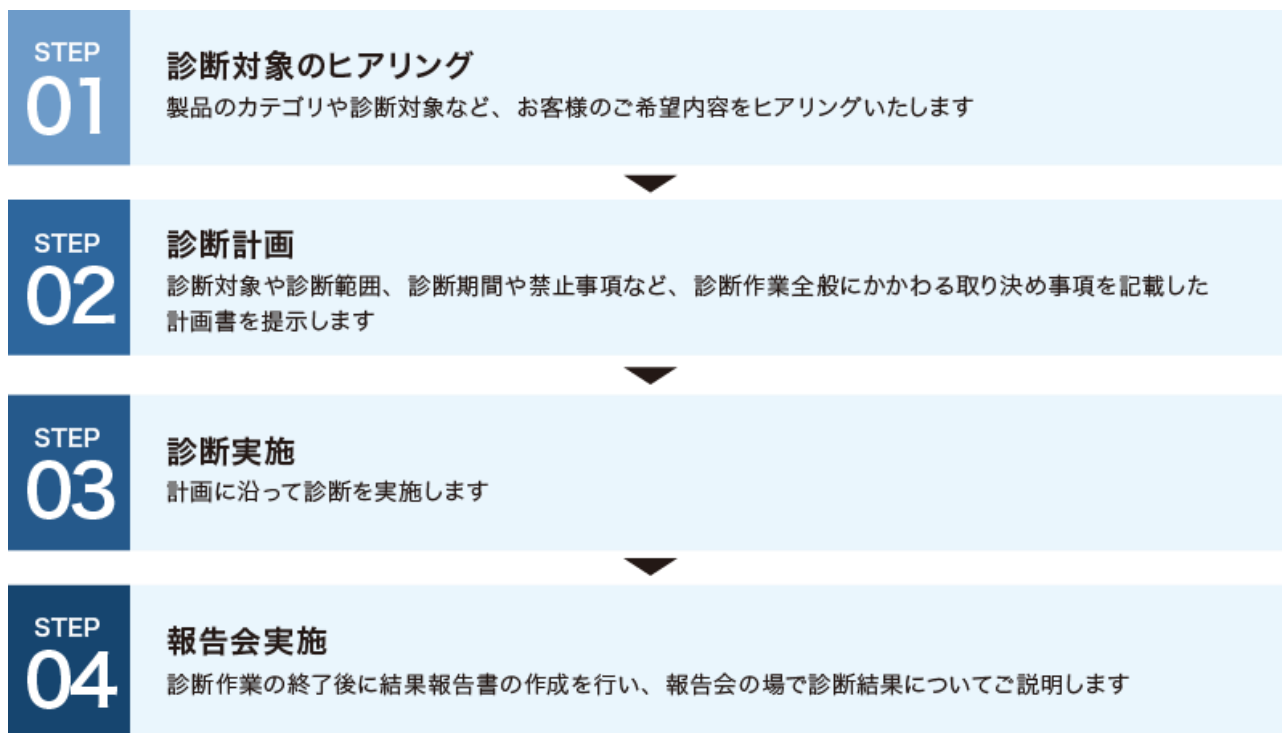 STEP
01
診断対象のヒアリング
製品のカテゴリや診断対象など、お客様のご希望内容をヒアリングいたします
STEP
02
診断計画
診断対象や診断範囲、診断期間や禁止事項など、診断作業全般にかかわる取り決め事項を記載した
計画書を提示します
STEP
03
診断実施
計画に沿って診断を実施します
STEP
04
報告会実施
診断作業の終了後に結果報告書の作成を行い、報告会の場で診断結果についてご説明します